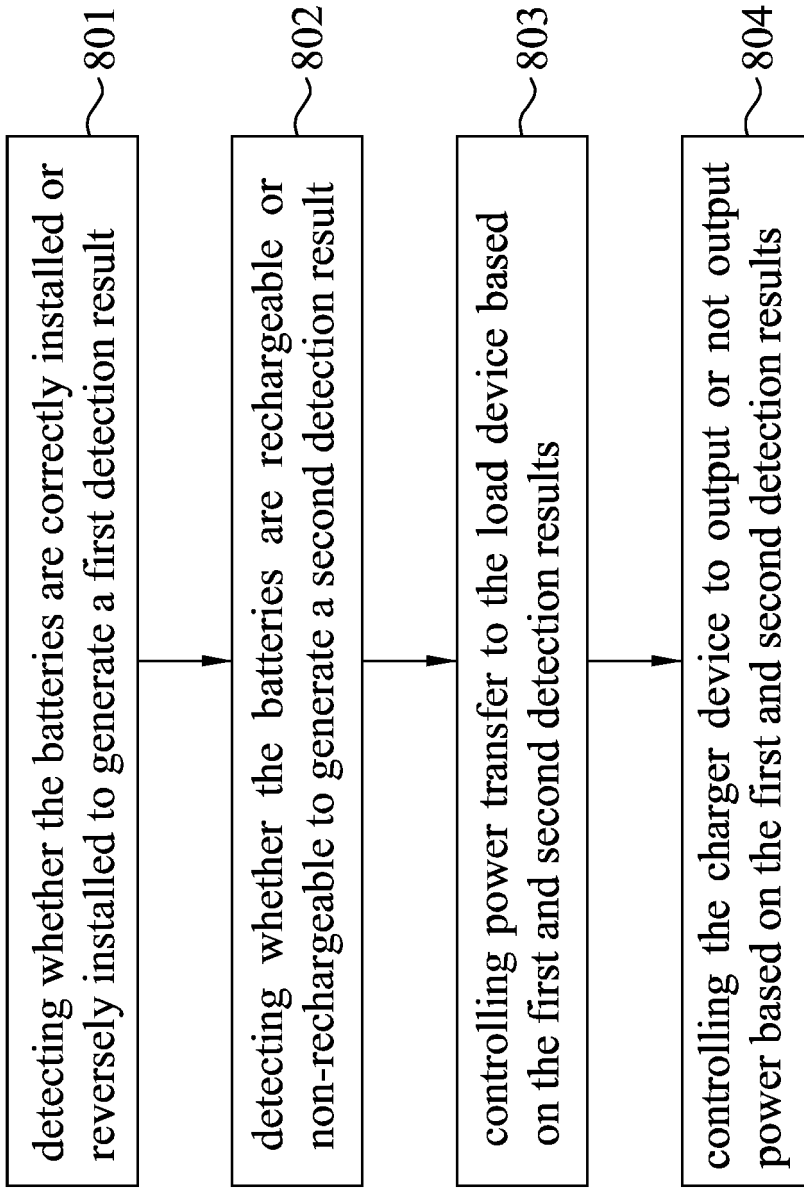 detecting whether the batteries are correctly installed or
reversely installed to generate a first detection result
801
detecting whether the batteries are rechargeable or
non-rechargeable to generate a second detection result
802
controlling power transfer to the load device based
on the first and second detection results
803
controlling the charger device to output or not output
power based on the first and second detection results
804